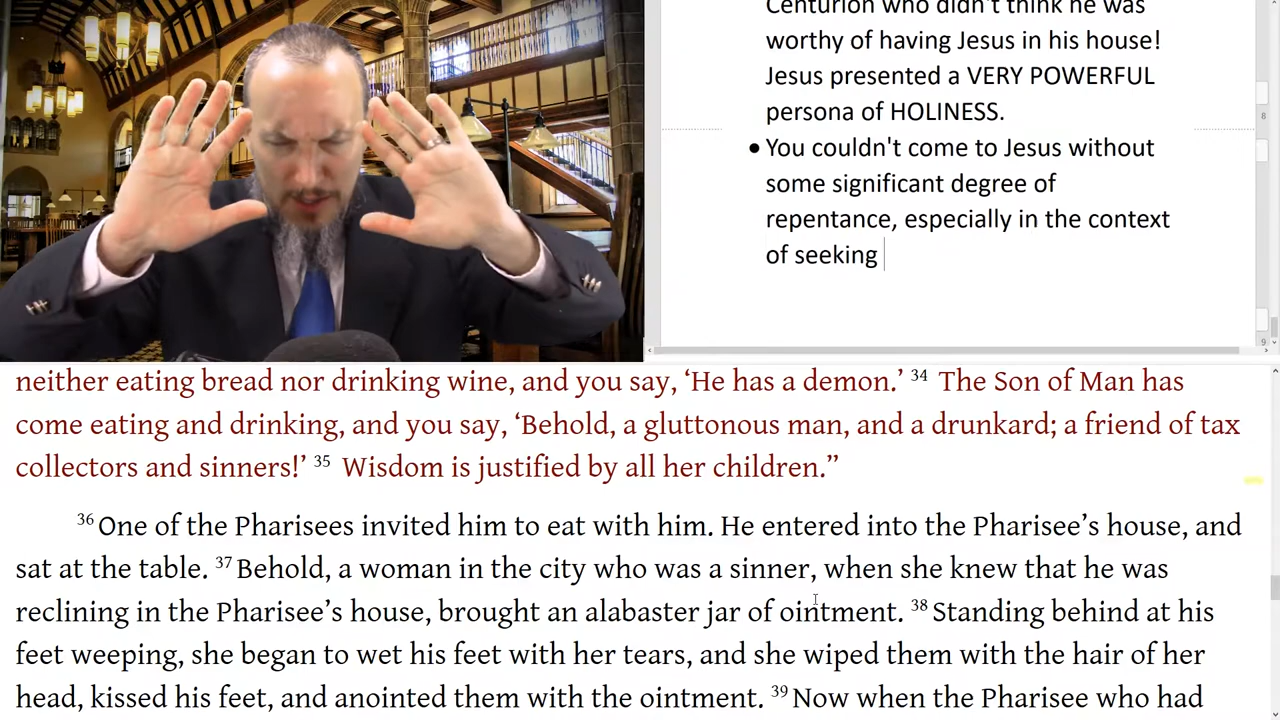 Centurion who didn't think he was
worthy of having Jesus in his house!
Jesus presented a VERY POWERFUL
persona of HOLINESS.
• You couldn't come to Jesus without
some significant degree of
repentance, especially in the context
of seeking
8
9
neither eating bread nor drinking wine, and you say, ‘He has a demon.’ 34 The Son of Man has
come eating and drinking, and you say, ‘Behold, a gluttonous man, and a drunkard; a friend of tax
collectors and sinners!’ 35 Wisdom is justified by all her children.”
36 One of the Pharisees invited him to eat with him. He entered into the Pharisee’s house, and
sat at the table. 37 Behold, a woman in the city who was a sinner, when she knew that he was
reclining in the Pharisee’s house, brought an alabaster jar of ointment. 38 Standing behind at his
feet weeping, she began to wet his feet with her tears, and she wiped them with the hair of her
head, kissed his feet, and anointed them with the ointment. 39 Now when the Pharisee who had